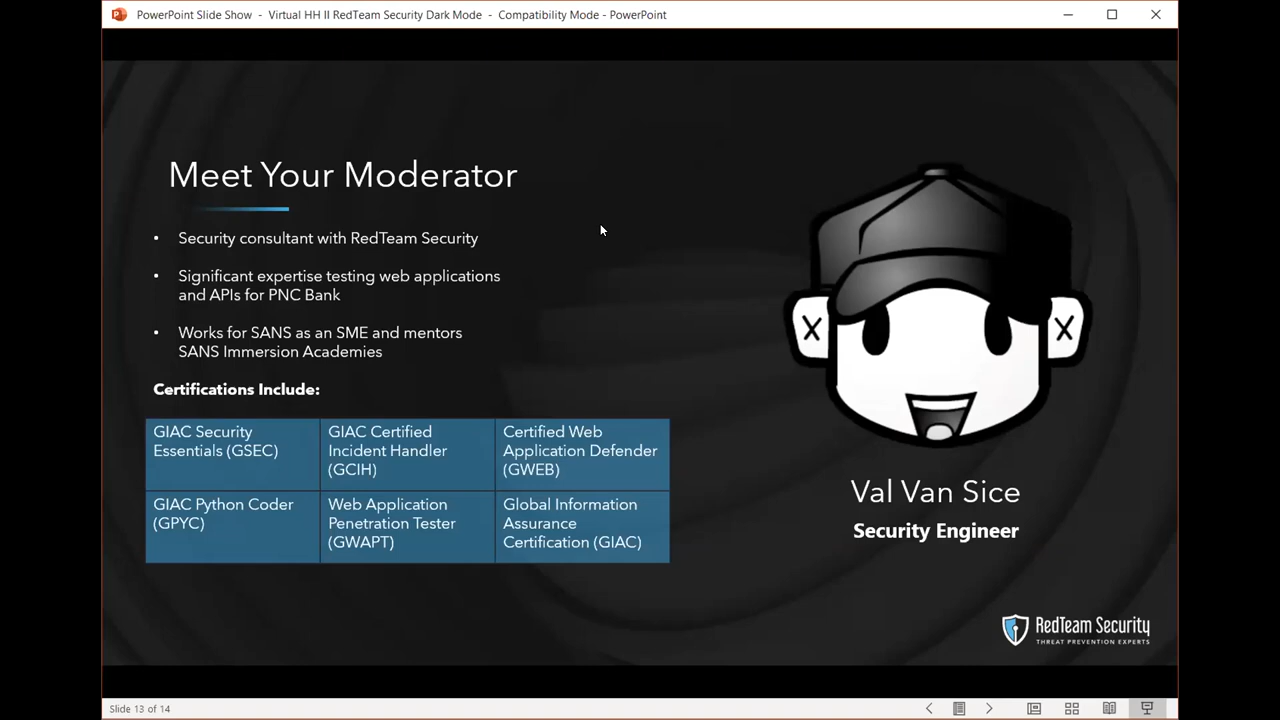 PowerPoint Slide Show - Virtual HH II RedTeam Security Dark Mode - Compatibility Mode - PowerPoint
Meet Your Moderator
• Security consultant with RedTeam Security
• Significant expertise testing web applications
and APIs for PNC Bank
• Works for SANS as an SME and mentors
SANS Immersion Academies
Certifications Include:
GIAC Security
Essentials (GSEC)
GIAC Certified
Incident Handler
(GCIH)
Certified Web
Application Defender
(GWEB)
GIAC Python Coder
(GPYC)
Web Application
Penetration Tester
(GWAPT)
Global Information
Assurance
Certification (GIAC)
X
X
Val Van Sice
Security Engineer
RedTeam Security
THREAT PREVENTION EXPERTS
Slide 13 of 14